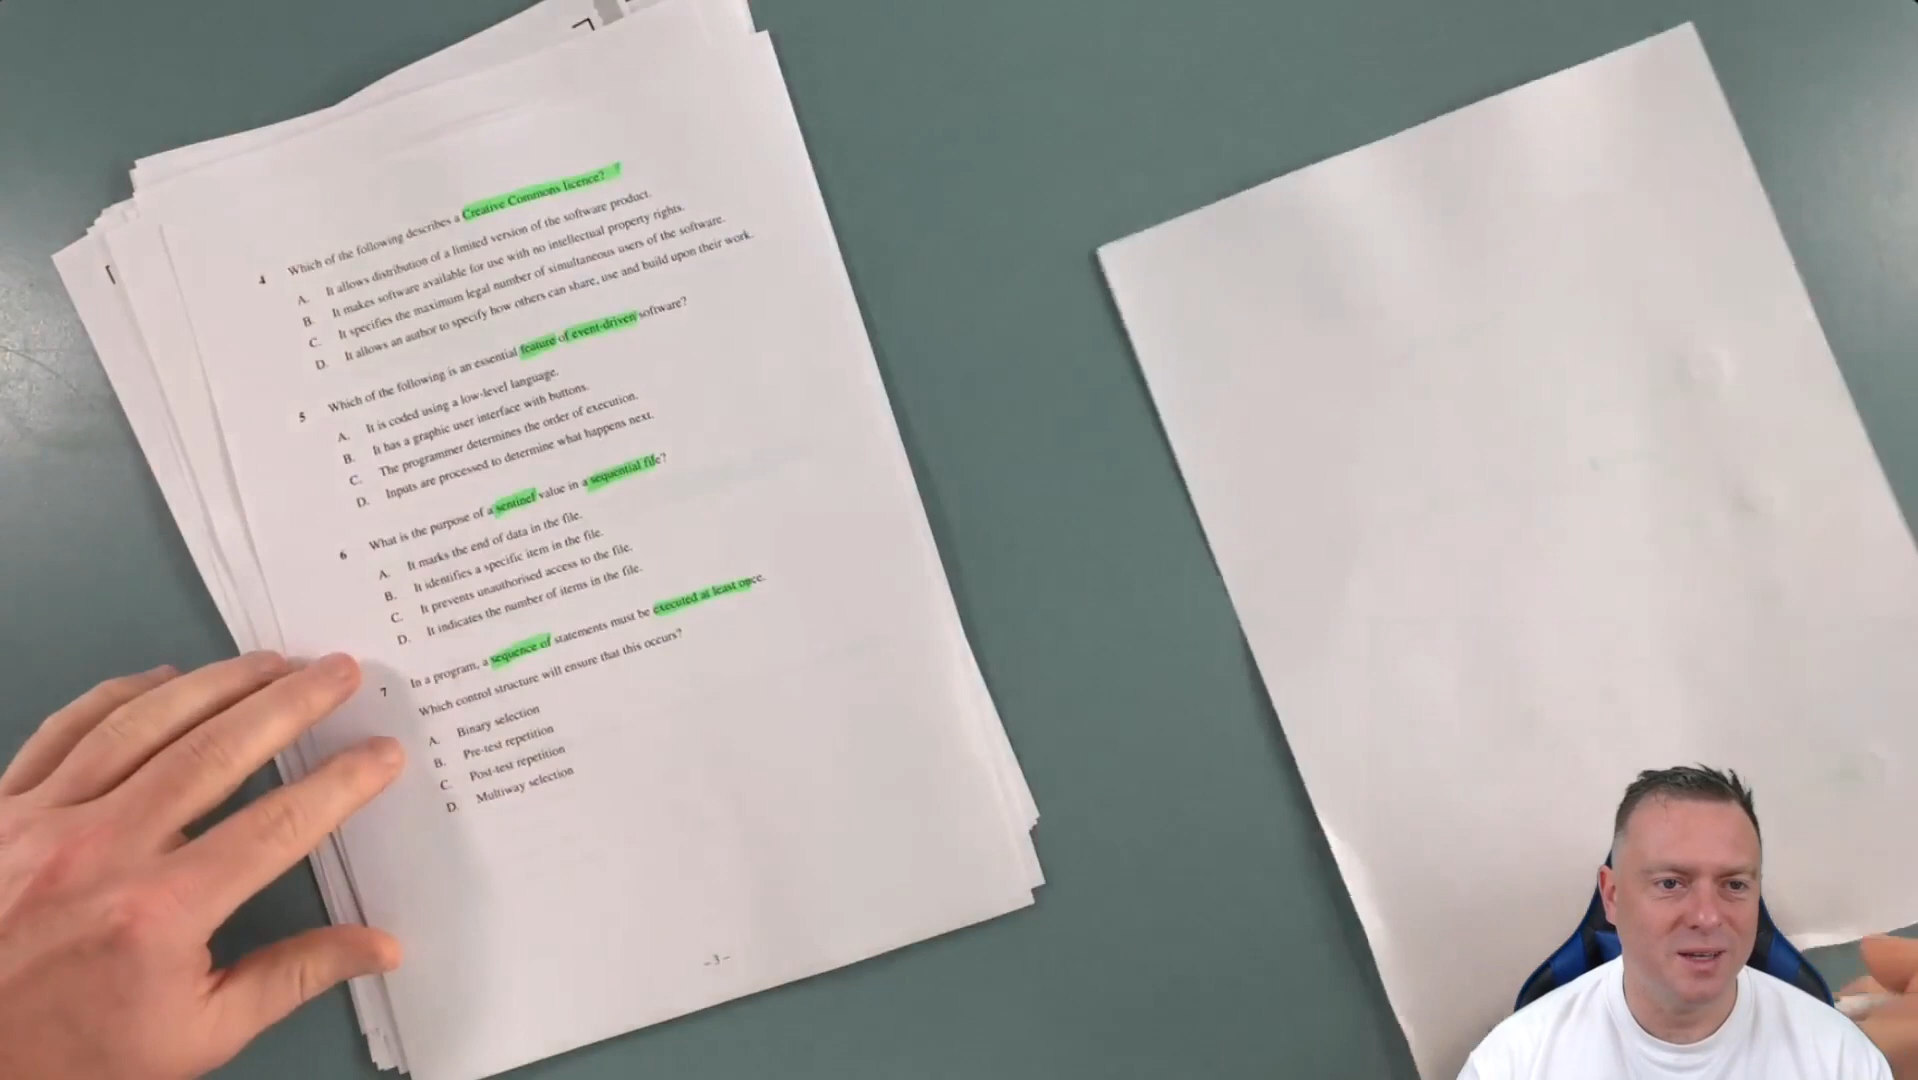 4 Which of the following describes a Creative Commons licence?
A. It allows distribution of a limited version of the software product.
B. It makes software available for use with no intellectual property rights.
C. It specifies the maximum legal number of simultaneous users of the software.
D. It allows an author to specify how others can share, use and build upon their work.
5 Which of the following is an essential feature of event-driven software?
A. It is coded using a low-level language.
B. It has a graphic user interface with buttons.
C. The programmer determines the order of execution.
D. Inputs are processed to determine what happens next.
6 What is the purpose of a sentinel value in a sequential file?
A. It marks the end of data in the file.
B. It identifies a specific item in the file.
C. It prevents unauthorised access to the file.
D. It indicates the number of items in the file.
7 In a program, a sequence of statements must be executed at least once.
Which control structure will ensure that this occurs?
A. Binary selection
B. Pre-test repetition
C. Post-test repetition
D. Multiway selection
– 3 –